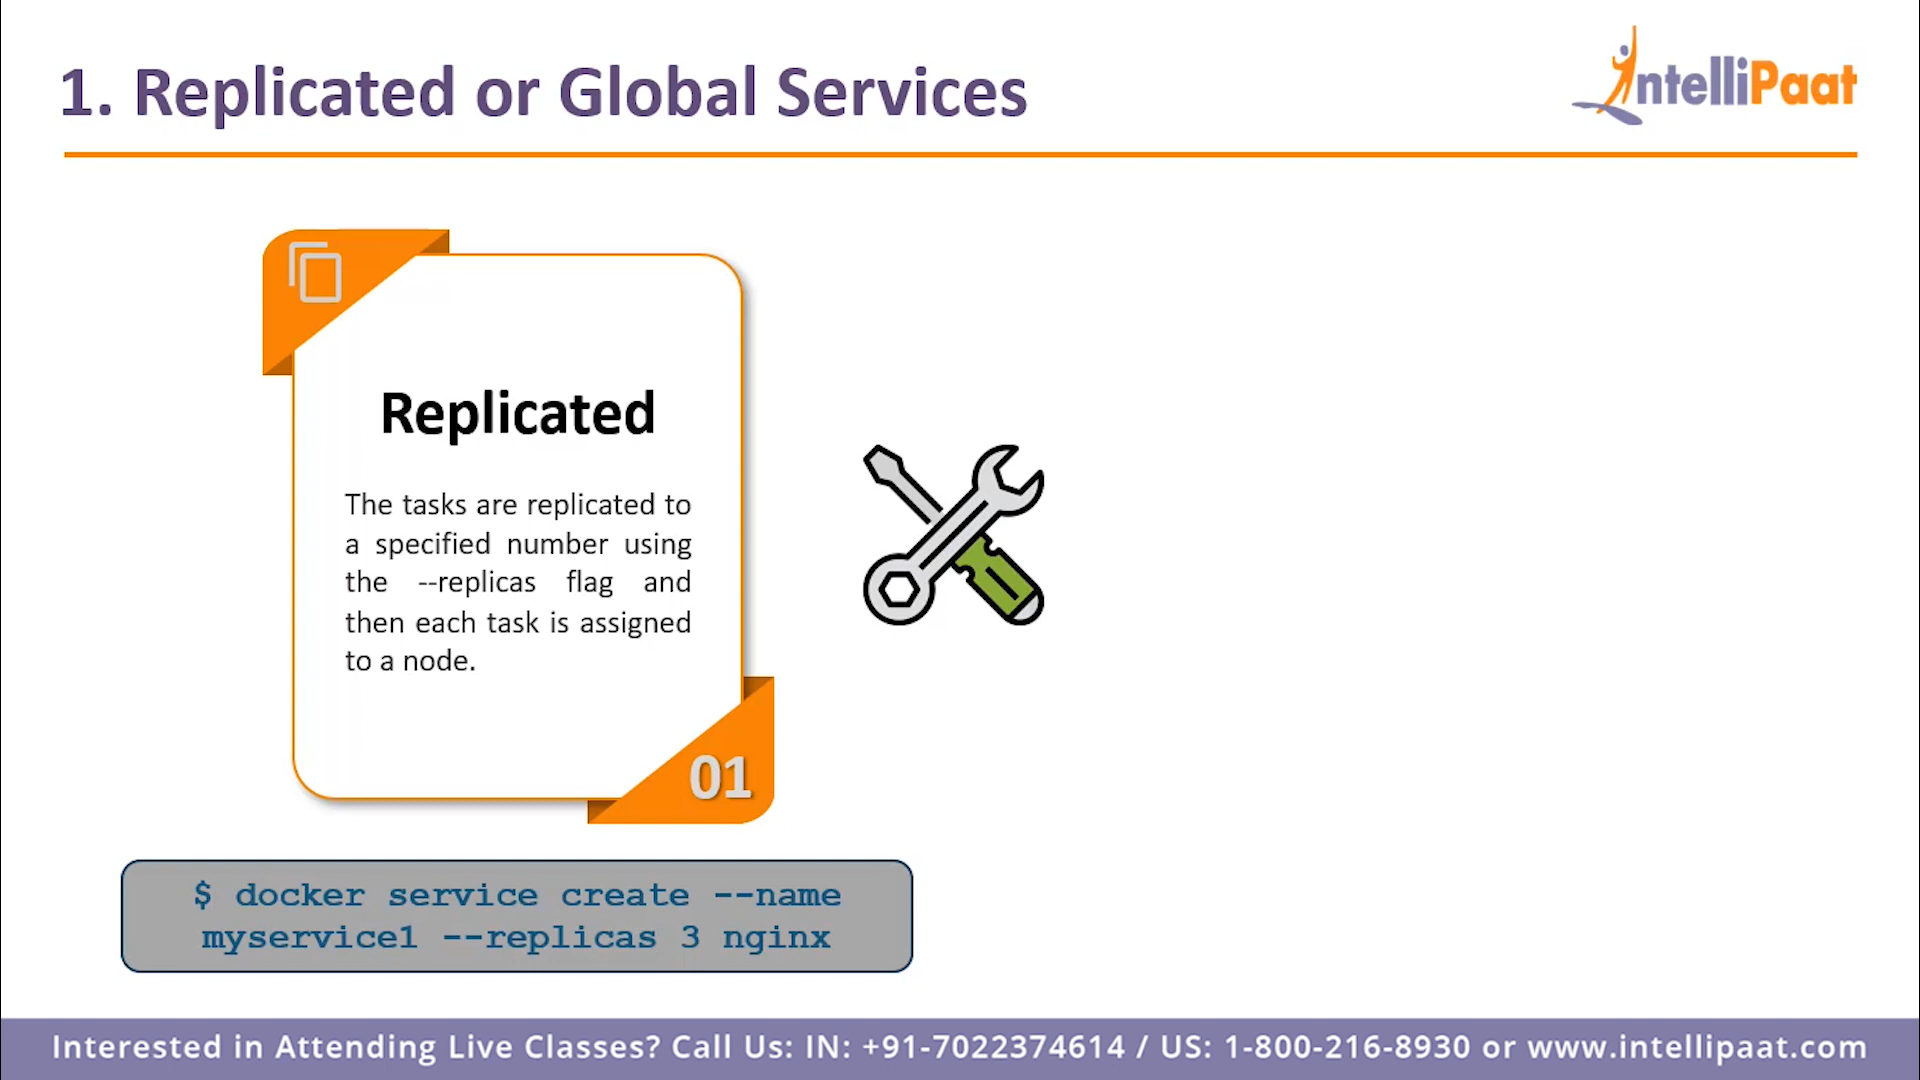 1. Replicated or Global Services
IntelliPaat
Replicated
The tasks are replicated to
a specified number using
the --replicas flag and
then each task is assigned
to a node.
01
$ docker service create --name
myservice1 --replicas 3 nginx
Interested in Attending Live Classes? Call Us: IN: +91-7022374614 / US: 1-800-216-8930 or www.intellipaat.com